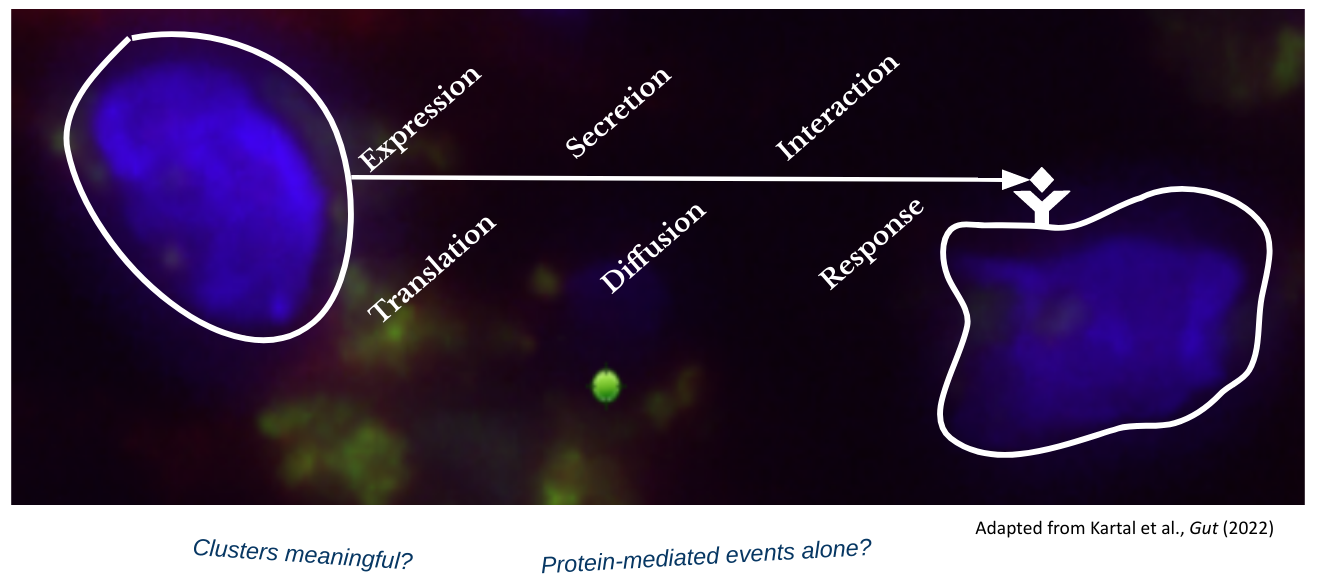 Expression
Secretion
Interaction
Translation
Diffusion
Response
Adapted from Kartal et al., Gut (2022)
Clusters meaningful?
Protein-mediated events alone?